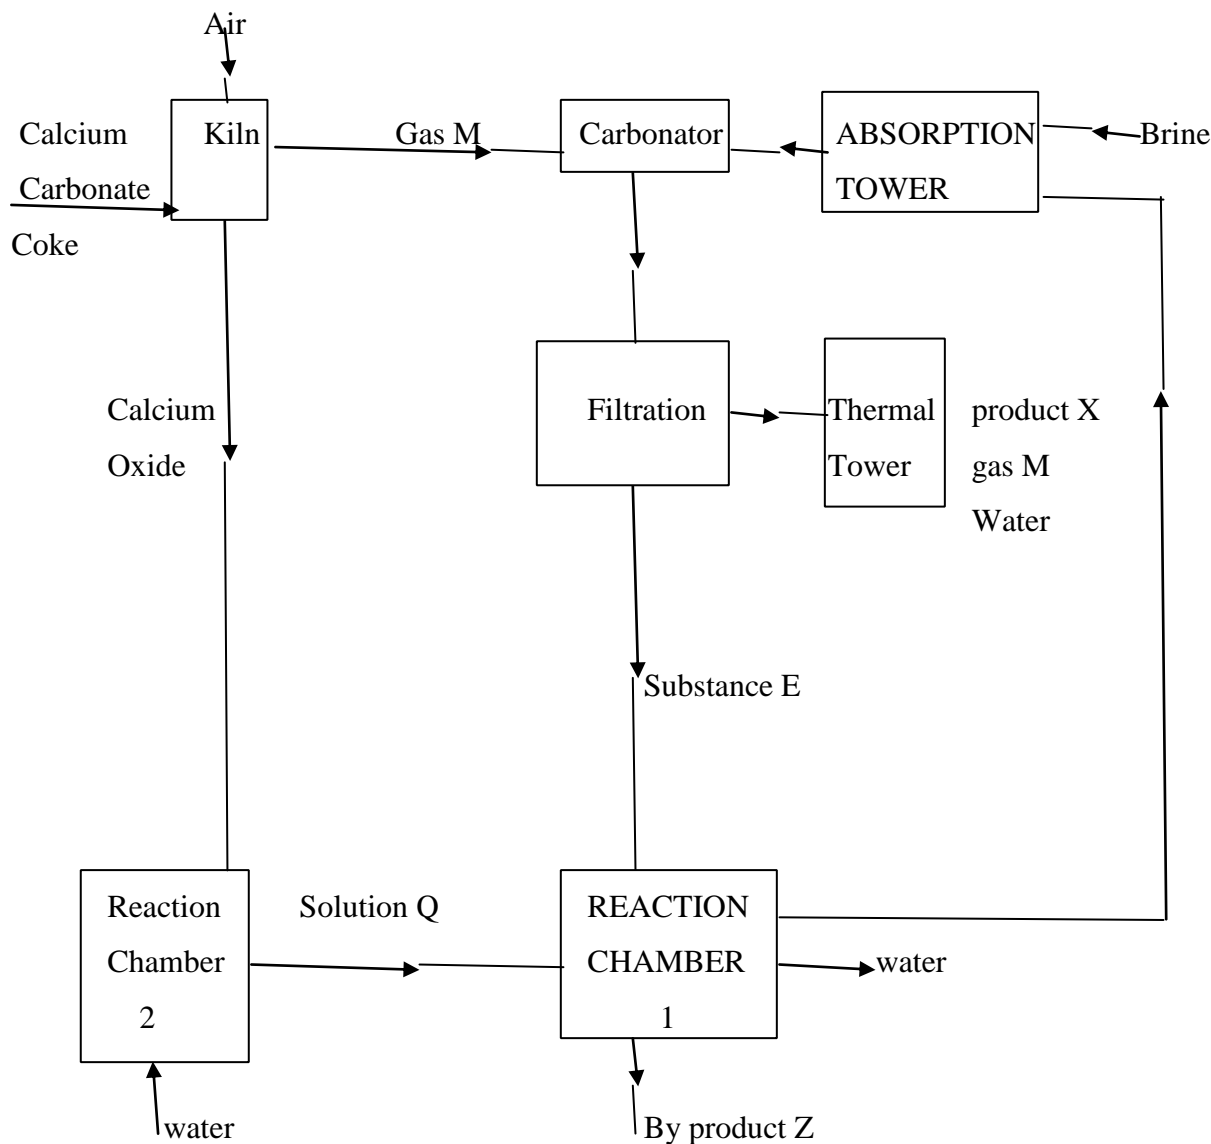 Air
Calcium
Carbonate
Coke
Kiln
Gas M
Carbonator
ABSORPTION
TOWER
Brine
Calcium
Oxide
Filtration
Thermal
Tower
product X
gas M
Water
Substance E
Reaction
Chamber
2
Solution Q
REACTION
CHAMBER
1
water
water
By product Z